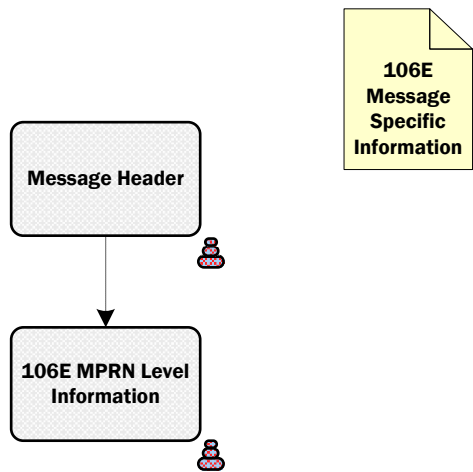 106E
Message
Specific
Information
Message Header
106E MPRN Level
Information